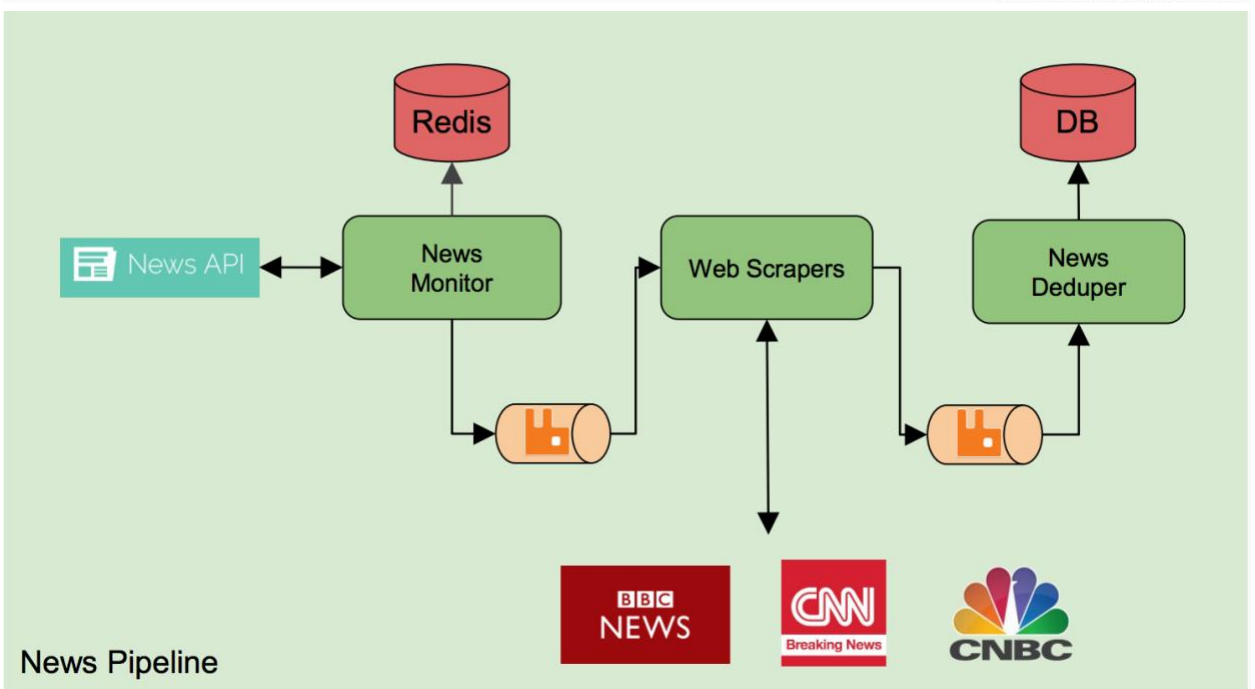 Redis
DB
News API
News
Monitor
Web Scrapers
News
Deduper
BBC
NEWS
CNN
Breaking News
CNBC
News Pipeline